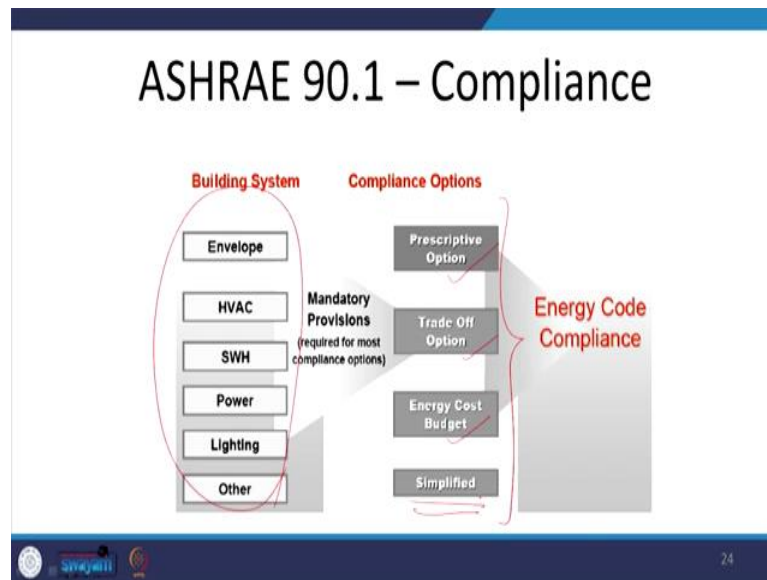 ASHRAE 90.1 – Compliance
Building System
Compliance Options
Envelope
HVAC
SWH
Power
Lighting
Other
Mandatory
Provisions
(required for most
compliance options)
Prescriptive
Option
Trade Off
Option
Energy Cost
Budget
Simplified
Energy Code
Compliance
swayam
24